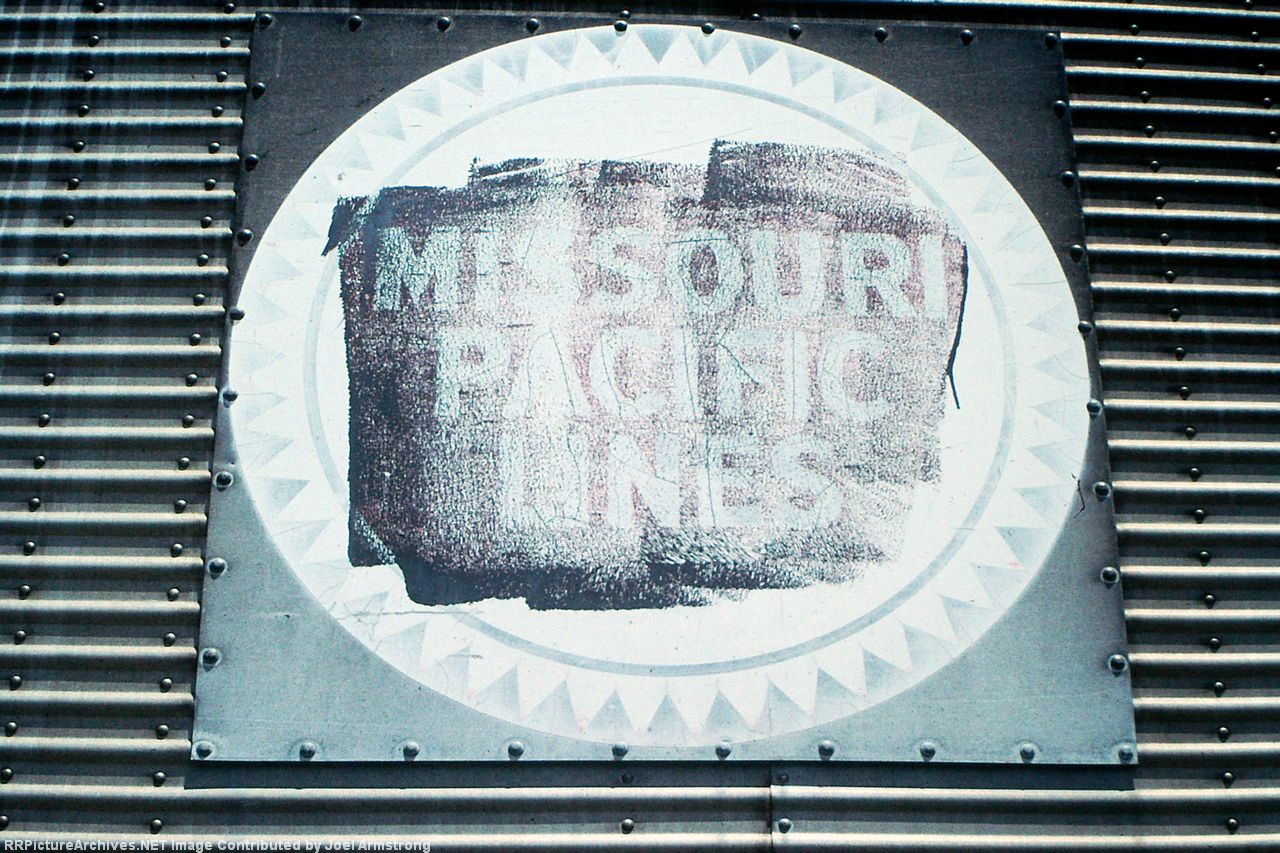 MISSOURI
PACIFIC
LINES
RRPictureArchives.NET Image Contributed by Joel Armstrong